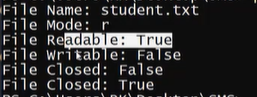 File Name: student.txt
File Mode: r
File Readable: True
File Writable: False
File Closed: False
File Closed: True